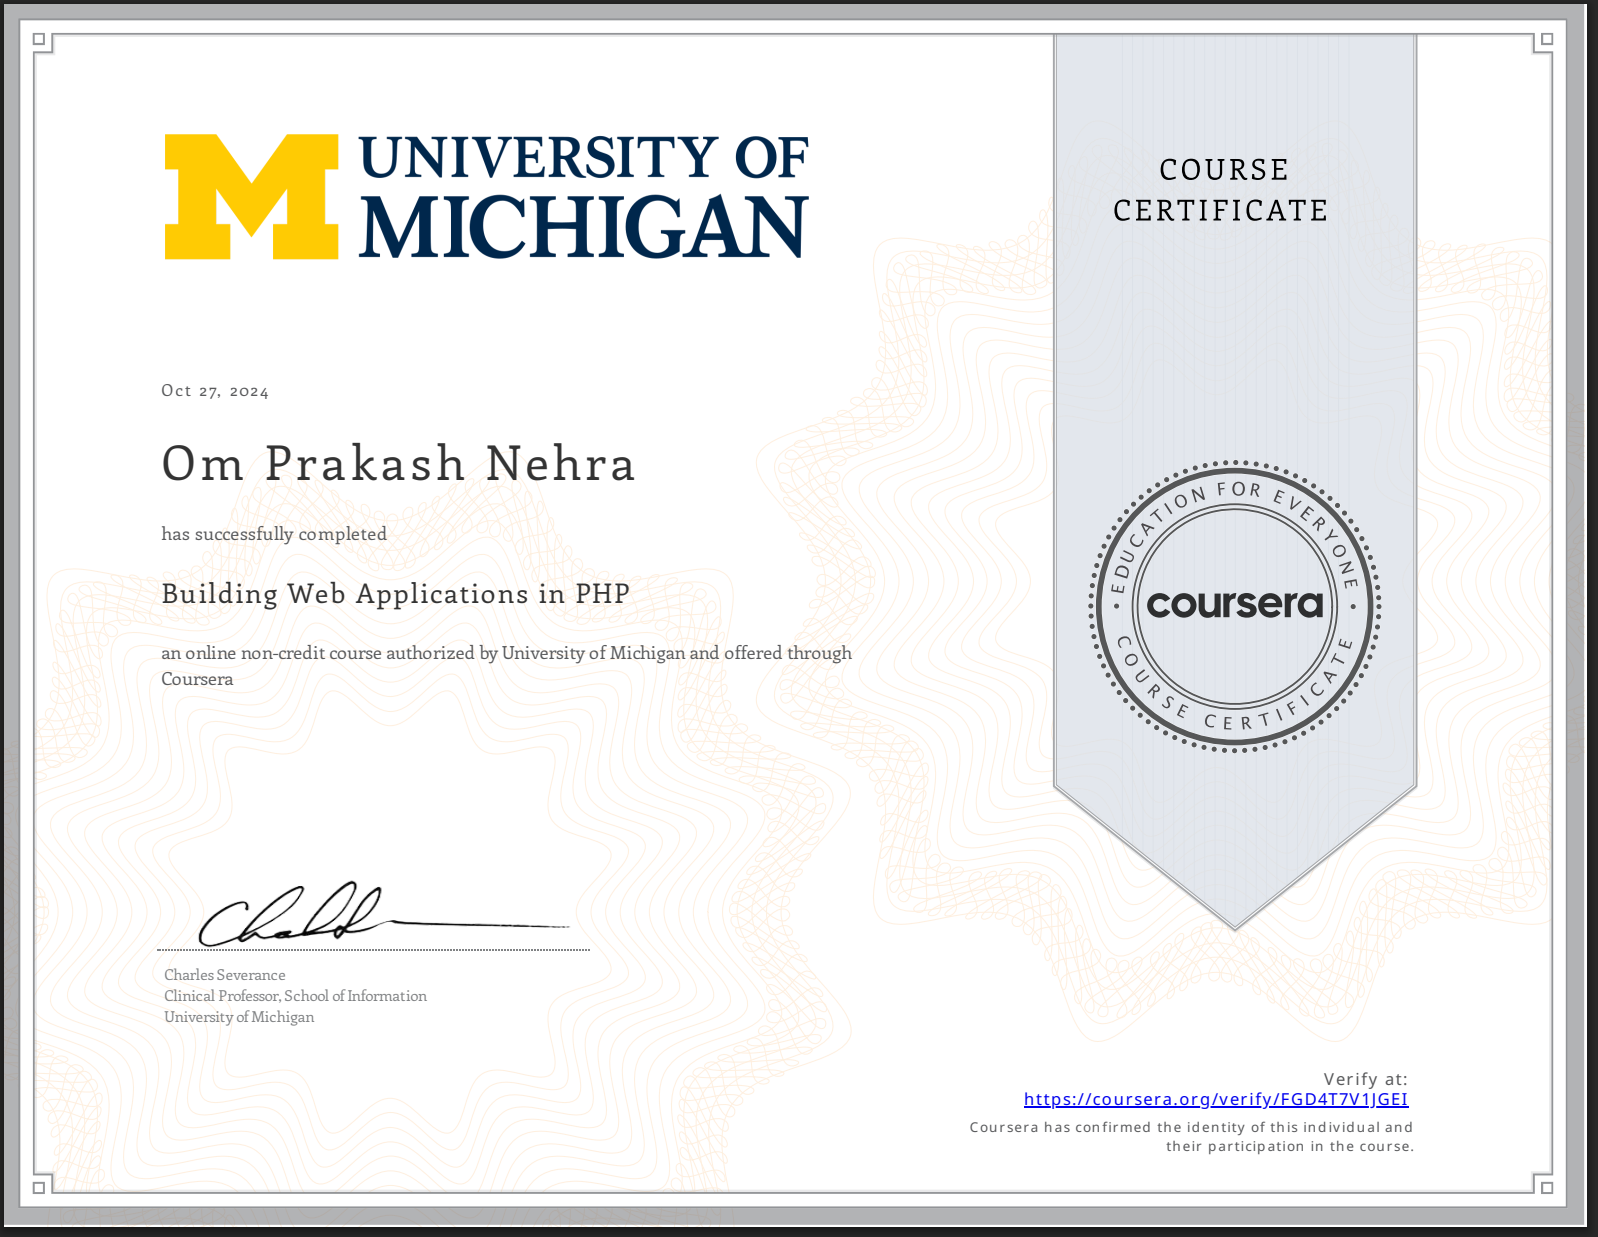 UNIVERSITY OF
MICHIGAN
COURSE
CERTIFICATE
Oct 27, 2024
Om Prakash Nehra
has successfully completed
Building Web Applications in PHP
an online non-credit course authorized by University of Michigan and offered through
Coursera
EDUCATION FOR EVERYONE
coursera
COURSE CERTIFICATE
Charles Severance
Clinical Professor, School of Information
University of Michigan
Verify at:
https://coursera.org/verify/FGD4T7V1JGEI
Coursera has confirmed the identity of this individual and
their participation in the course.